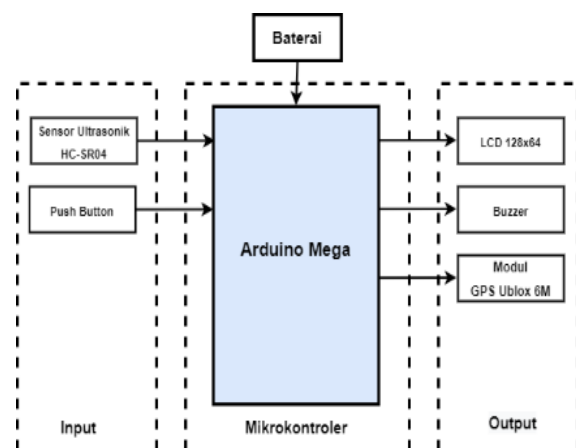 Baterai
Sensor Ultrasonik
HC-SR04
Push Button
Input
Arduino Mega
Mikrokontroler
LCD 128x64
Buzzer
Modul
GPS Ublox 6M
Output